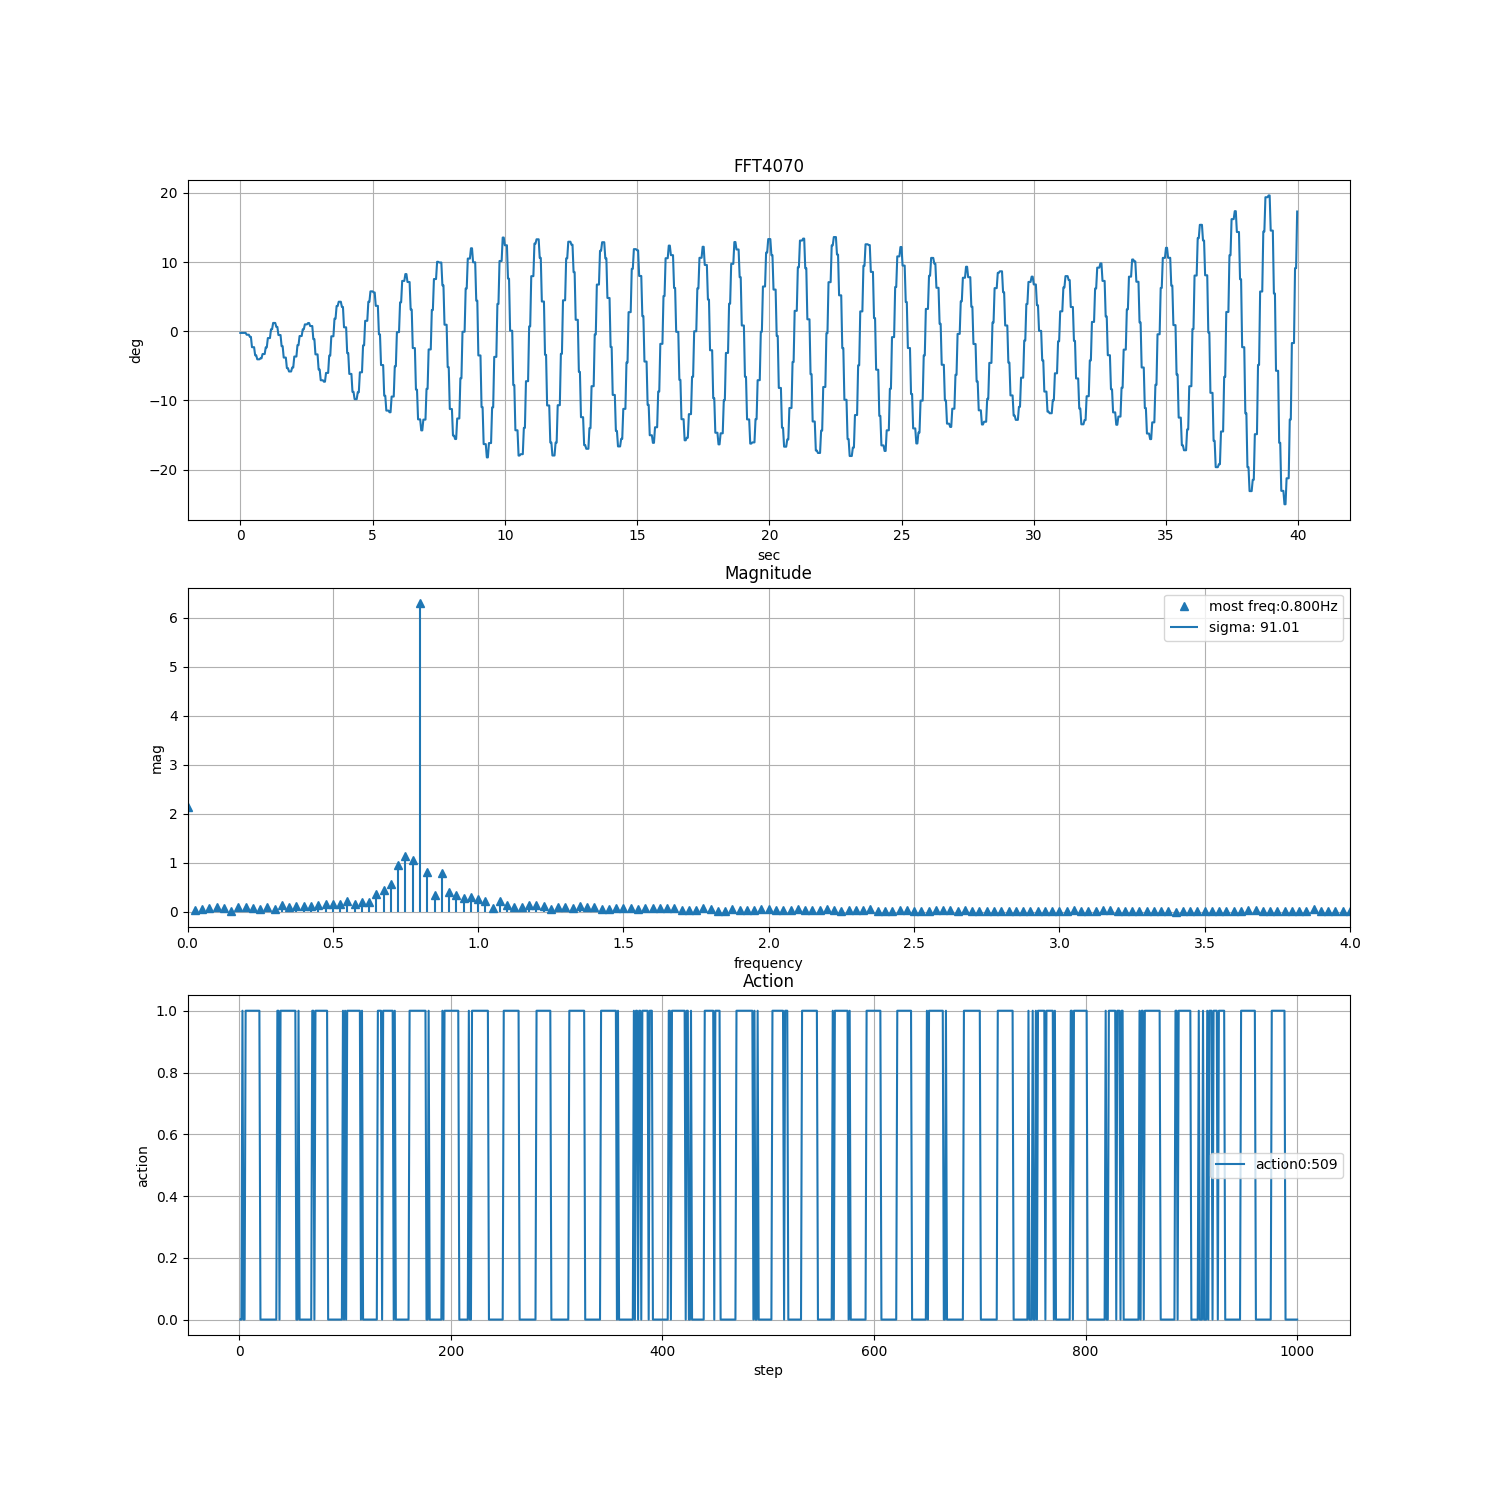 FFT4070
20
10
0
−10
−20
deg
0 5 10 15 20 25 30 35 40
sec
Magnitude
most freq:0.800Hz
sigma: 91.01
6
5
4
3
2
1
0
mag
0.0 0.5 1.0 1.5 2.0 2.5 3.0 3.5 4.0
frequency
Action
1.0
0.8
0.6
0.4
0.2
0.0
action
action0:509
0 200 400 600 800 1000
step